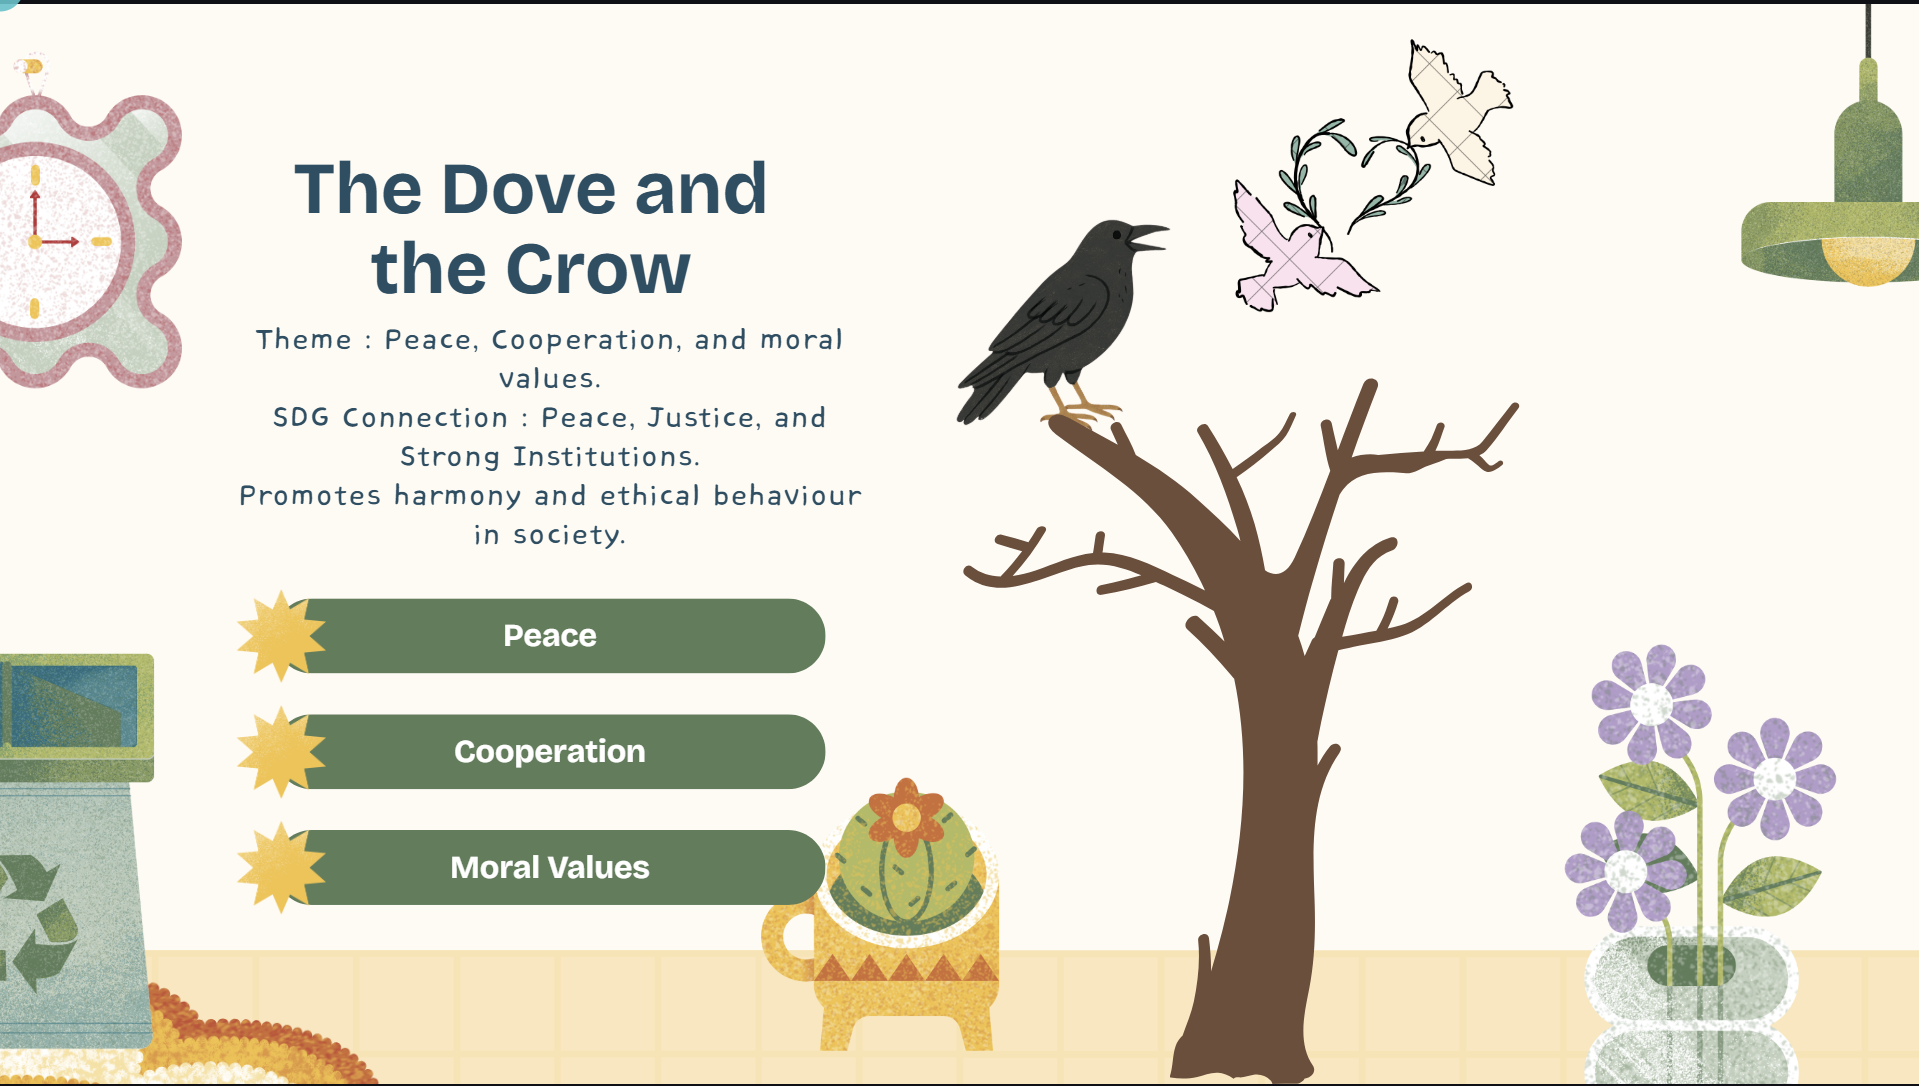 The Dove and
the Crow
Theme : Peace, Cooperation, and moral
values.
SDG Connection : Peace, Justice, and
Strong Institutions.
Promotes harmony and ethical behaviour
in society.
Peace
Cooperation
Moral Values